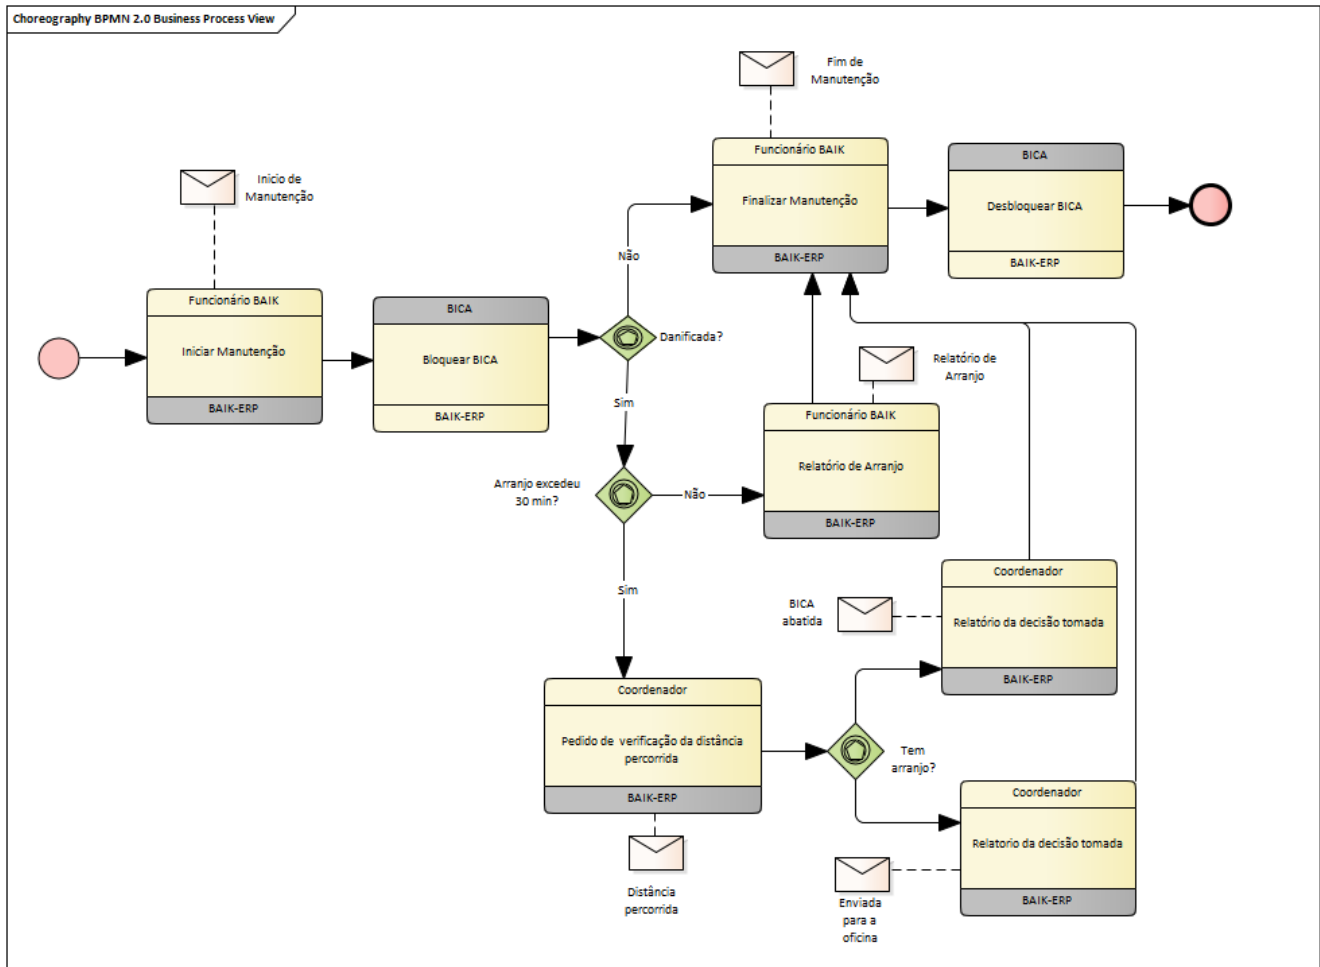 Choreography BPMN 2.0 Business Process View
Fim de
Manutenção
Funcionário BAIK
Finalizar Manutenção
BAIK-ERP
BICA
Desbloquear BICA
BAIK-ERP
Inicio de
Manutenção
Funcionário BAIK
Iniciar Manutenção
BAIK-ERP
BICA
Bloquear BICA
BAIK-ERP
Não
Danificada?
Sim
Relatório de
Arranjo
Funcionário BAIK
Relatório de Arranjo
BAIK-ERP
Arranjo excedeu
30 min?
Não
Sim
Coordenador
Relatório da decisão tomada
BAIK-ERP
BICA
abatida
Coordenador
Pedido de verificação da distância
percorrida
BAIK-ERP
Tem
arranjo?
Coordenador
Relatorio da decisão tomada
BAIK-ERP
Distância
percorrida
Enviada
para a
oficina